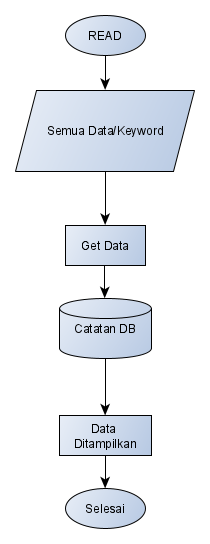 READ
Semua Data/Keyword
Get Data
Catatan DB
Data
Ditampilkan
Selesai